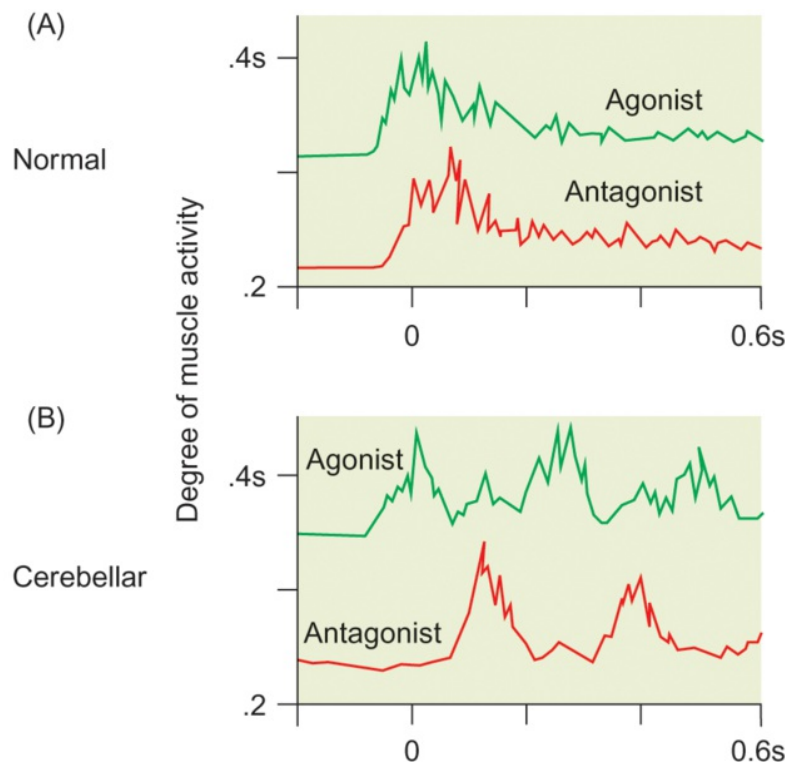 (A)
Normal
Degree of muscle activity
.4s
Agonist
Antagonist
.2
0
0.6s
(B)
Cerebellar
.4s
Agonist
Antagonist
.2
0
0.6s